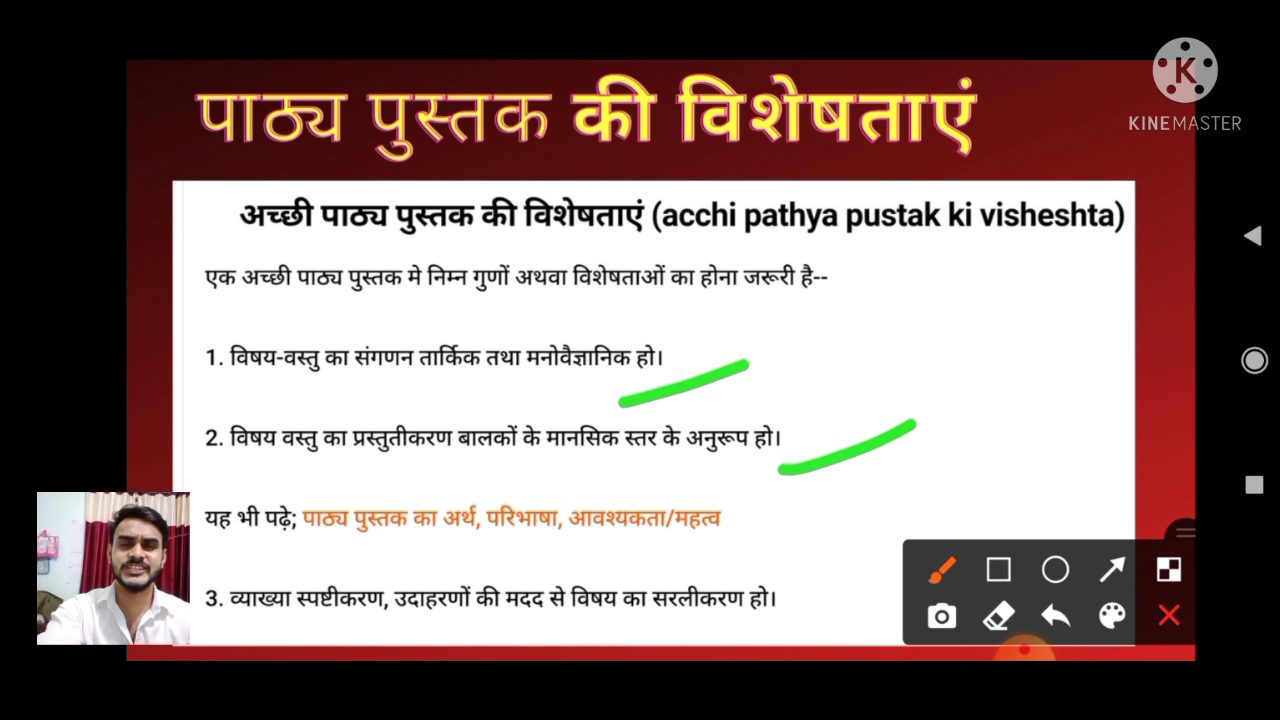 पाठ्य पुस्तक की विशेषताएं
KINEMASTER
अच्छी पाठ्य पुस्तक की विशेषताएं (acchi pathya pustak ki visheshta)
एक अच्छी पाठ्य पुस्तक मे निम्न गुणों अथवा विशेषताओं का होना जरूरी है--
1. विषय-वस्तु का संगणन तार्किक तथा मनोवैज्ञानिक हो।
2. विषय वस्तु का प्रस्तुतीकरण बालकों के मानसिक स्तर के अनुरूप हो।
यह भी पढ़े; पाठ्य पुस्तक का अर्थ, परिभाषा, आवश्यकता/महत्व
3. व्याख्या स्पष्टीकरण, उदाहरणों की मदद से विषय का सरलीकरण हो।